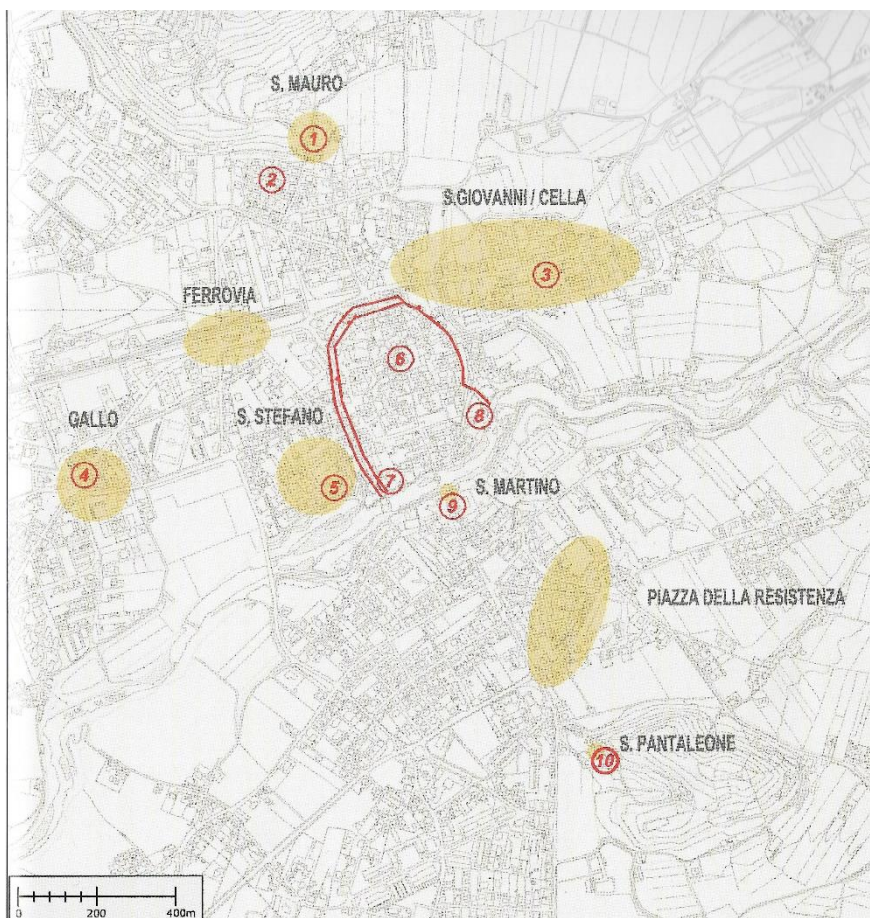 S. MAURO
1
2
S.GIOVANNI / CELLA
3
FERROVIA
6
GALLO
S. STEFANO
8
4
5
7
S. MARTINO
9
PIAZZA DELLA RESISTENZA
S. PANTALEONE
10
0 200 400m